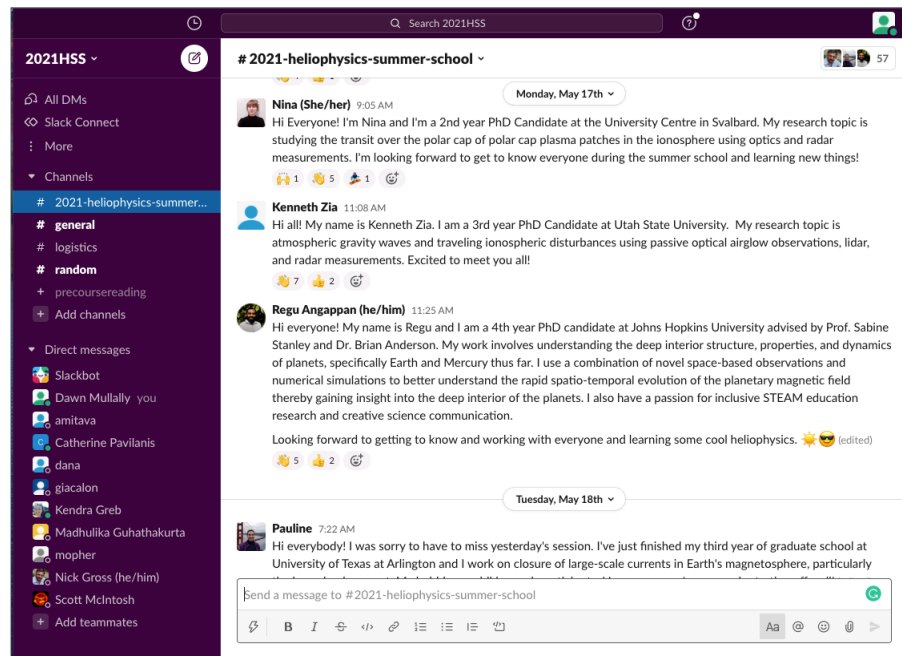 Search 2021HSS
2021HSS
# 2021-heliophysics-summer-school
57
All DMs
Slack Connect
More
Channels
# 2021-heliophysics-summer...
# general
# logistics
# random
+ precoursereading
+ Add channels
Direct messages
Slackbot
Dawn Mullally you
amitava
C Catherine Pavilanis
dana
giacalon
Kendra Greb
Madhulika Guhathakurta
mopher
Nick Gross (he/him)
Scott McIntosh
+ Add teammates
Monday, May 17th
Nina (She/her) 9:05 AM
Hi Everyone! I'm Nina and I'm a 2nd year PhD Candidate at the University Centre in Svalbard. My research topic is
studying the transit over the polar cap of polar cap plasma patches in the ionosphere using optics and radar
measurements. I'm looking forward to get to know everyone during the summer school and learning new things!
1 5 1
Kenneth Zia 11:08 AM
Hi all! My name is Kenneth Zia. I am a 3rd year PhD Candidate at Utah State University. My research topic is
atmospheric gravity waves and traveling ionospheric disturbances using passive optical airglow observations, lidar,
and radar measurements. Excited to meet you all!
7 2
Regu Angappan (he/him) 11:25 AM
Hi everyone! My name is Regu and I am a 4th year PhD candidate at Johns Hopkins University advised by Prof. Sabine
Stanley and Dr. Brian Anderson. My work involves understanding the deep interior structure, properties, and dynamics
of planets, specifically Earth and Mercury thus far. I use a combination of novel space-based observations and
numerical simulations to better understand the rapid spatio-temporal evolution of the planetary magnetic field
thereby gaining insight into the deep interior of the planets. I also have a passion for inclusive STEAM education
research and creative science communication.
Looking forward to getting to know and working with everyone and learning some cool heliophysics. ☀️😎 (edited)
5 2
Tuesday, May 18th
Pauline 7:22 AM
Hi everybody! I was sorry to have to miss yesterday's session. I've just finished my third year of graduate school at
University of Texas at Arlington and I work on closure of large-scale currents in Earth's magnetosphere, particularly
Send a message to #2021-heliophysics-summer-school
B I S </> Aa @